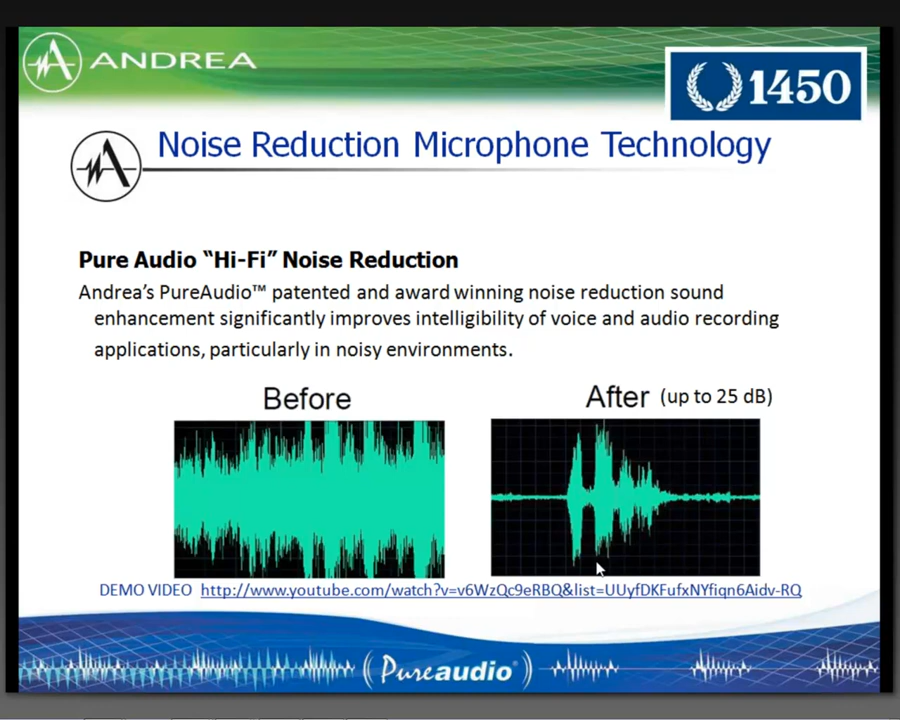 ANDREA
1450
Noise Reduction Microphone Technology
Pure Audio “Hi-Fi” Noise Reduction
Andrea’s PureAudio™ patented and award winning noise reduction sound
enhancement significantly improves intelligibility of voice and audio recording
applications, particularly in noisy environments.
Before
After (up to 25 dB)
DEMO VIDEO http://www.youtube.com/watch?v=v6WzQc9eRBQ&list=UUyfDKFufxNYfiqn6Aidv-RQ
(Pureaudio®)